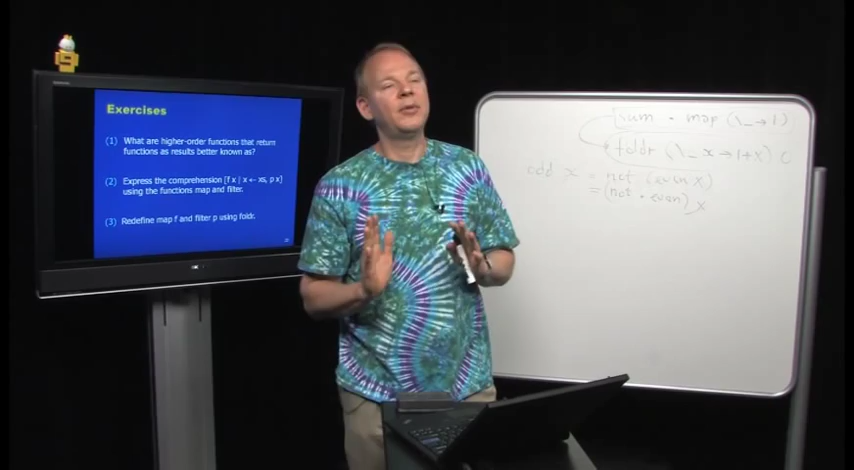 Exercises
(1) What are higher-order functions that return
functions as results better known as?
(2) Express the comprehension [f x | x ← xs, p x]
using the functions map and filter.
(3) Redefine map f and filter p using foldr.
sum . map (\_ → 1)
foldr (\_ x → 1+x) 0
odd x = not (even x)
= (not . even) x